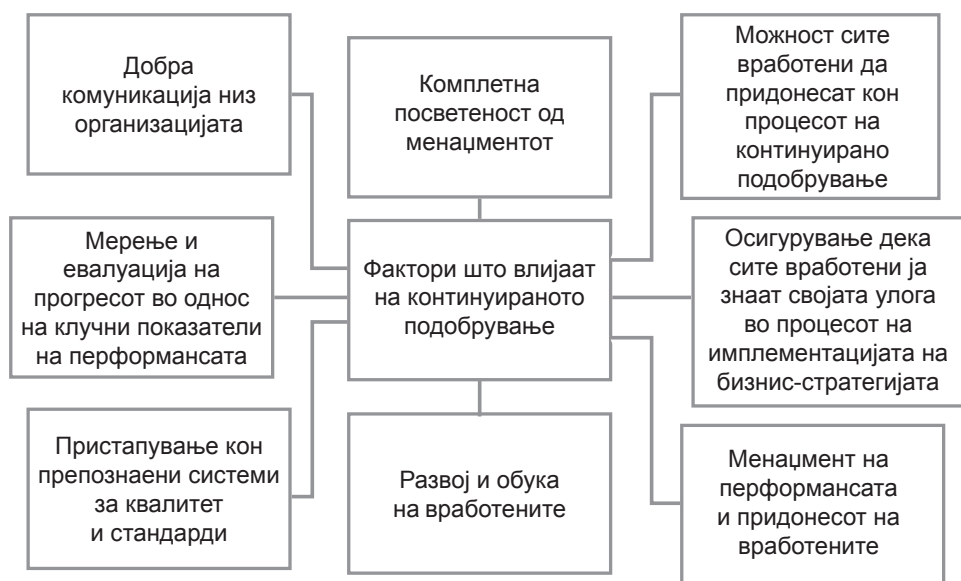 Добра
комуникација низ
организацијата
Комплетна
посветеност од
менаџментот
Можност сите
вработени да
придонесат кон
процесот на
континуирано
подобрување
Мерење и
евалуација на
прогресот во однос
на клучни показатели
на перформансата
Фактори што влијаат
на континуираното
подобрување
Осигурување дека
сите вработени ја
знаат својата улога
во процесот на
имплементацијата на
бизнис-стратегијата
Пристапување кон
препознаени системи
за квалитет
и стандарди
Развој и обука
на вработените
Менаџмент на
перформансата
и придонесот на
вработените